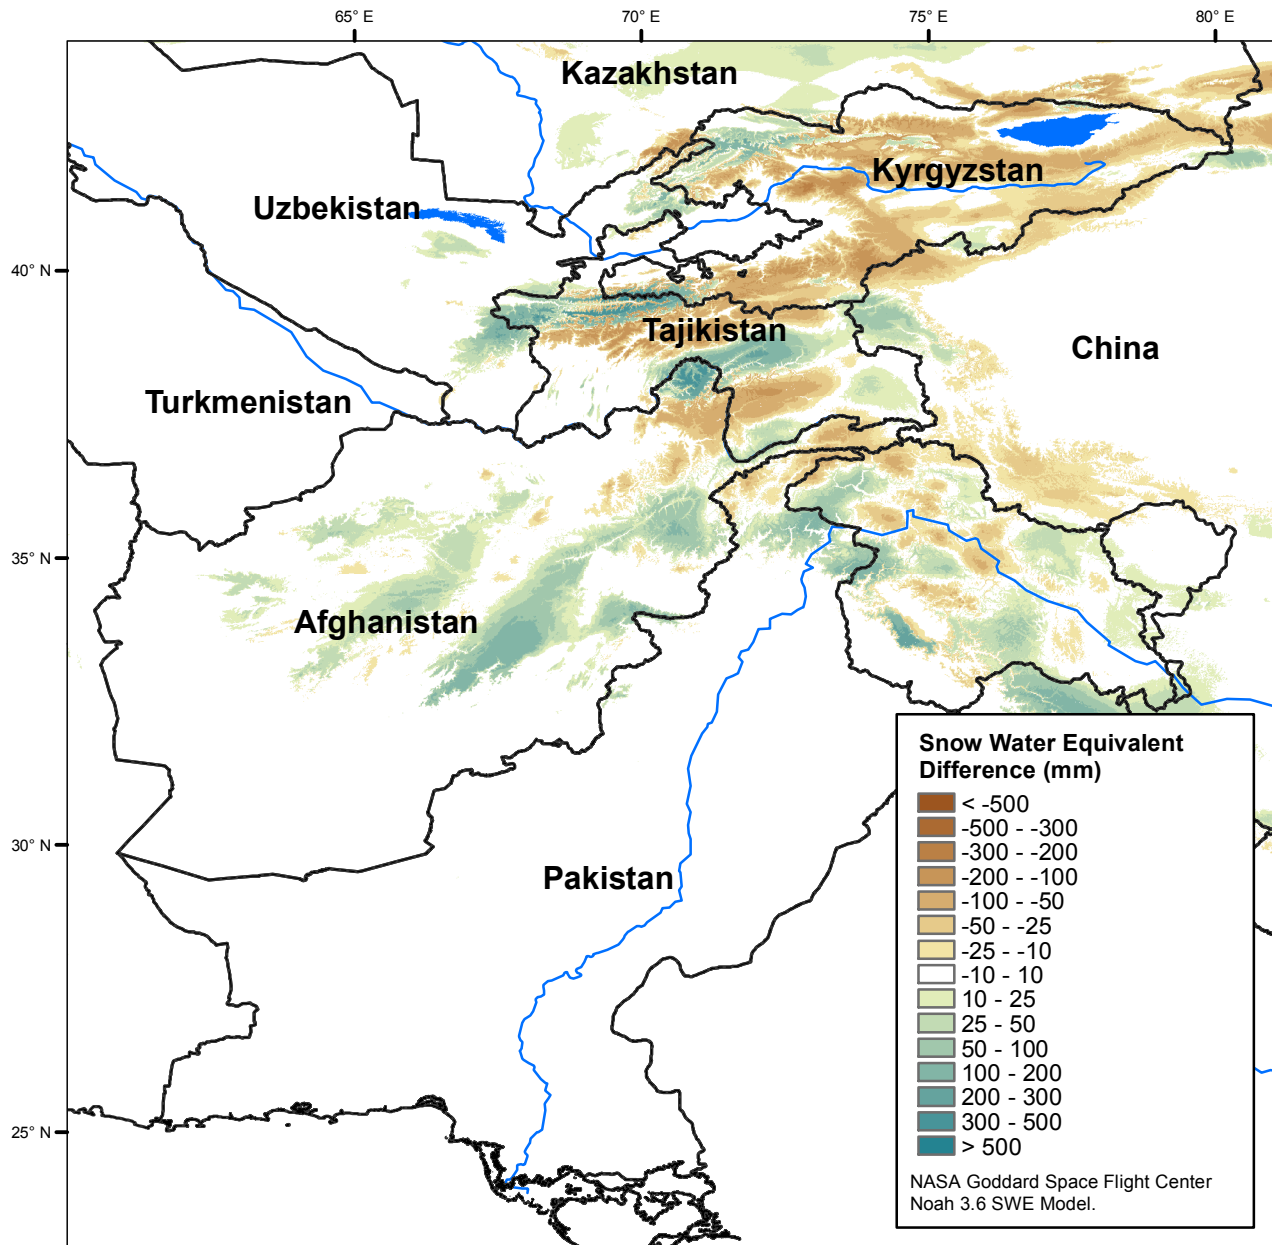 65° E
70° E
75° E
80° E
Kazakhstan
Kyrgyzstan
Uzbekistan
40° N
Tajikistan
China
Turkmenistan
35° N
Afghanistan
Snow Water Equivalent
Difference (mm)
< -500
-500 - -300
-300 - -200
-200 - -100
-100 - -50
-50 - -25
-25 - -10
-10 - 10
10 - 25
25 - 50
50 - 100
100 - 200
200 - 300
300 - 500
> 500
30° N
Pakistan
25° N
NASA Goddard Space Flight Center
Noah 3.6 SWE Model.